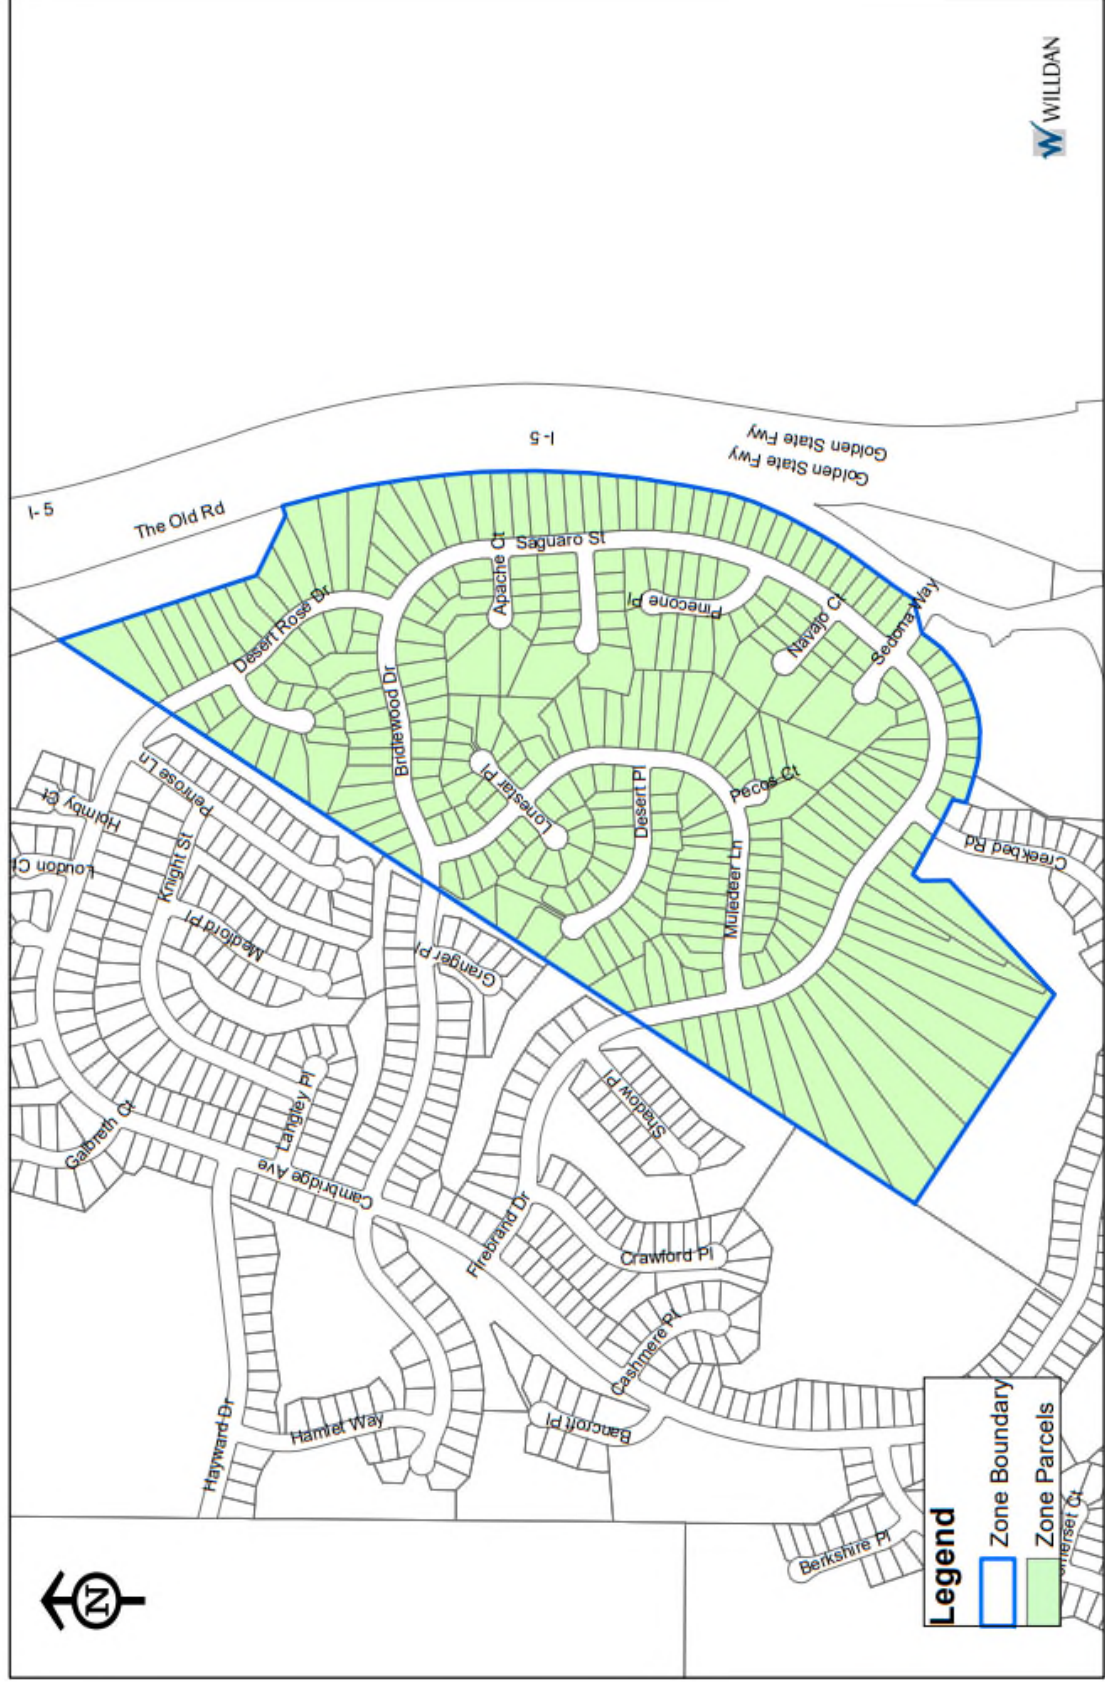 WILLDAN
I-5
The Old Rd
I-5
Golden State Fwy
Golden State Fwy
Saguaro St
Apache Ct
Pinecone Pl
Navajo Ct
Sedona Way
Desert Rose Dr
Bridlewood Dr
Lonestar Pl
Desert Pl
Pecos Ct
Muledeer Ln
Creekbed Rd
Penrose Ln
Holmby Ct
Loudon Ct
Knight St
Medford Pl
Granger Pl
Langley Pl
Galbreth Ct
Cambridge Ave
Shadow Pl
Firebrand Dr
Crawford Pl
Cashmere Pl
Bancroft Pl
Hayward Dr
Hamlet Way
Berkshire Pl
merset Ct
N
Legend
Zone Boundary
Zone Parcels